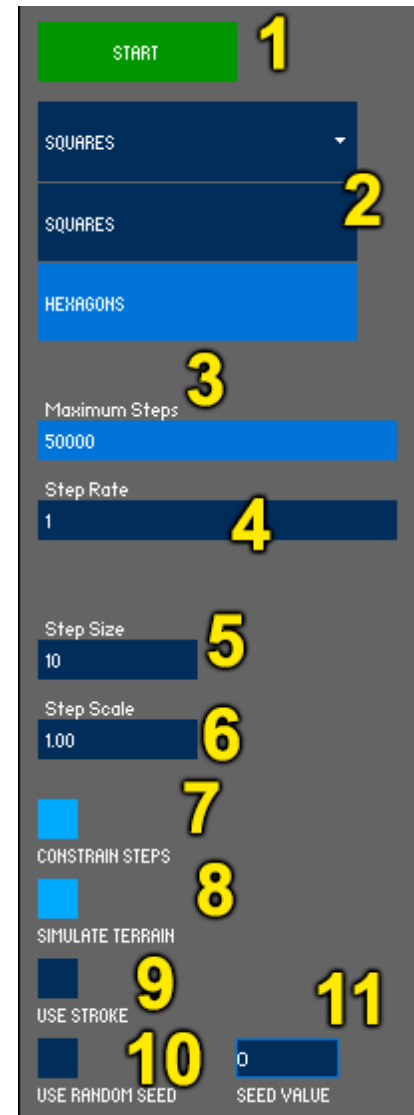 START 1
SQUARES
2
SQUARES
HEXAGONS
3
Maximum Steps
50000
Step Rate
1 4
Step Size 5
10
Step Scale
1.00 6
7
CONSTRAIN STEPS
8
SIMULATE TERRAIN
9
USE STROKE
10 0 11
USE RANDOM SEED SEED VALUE